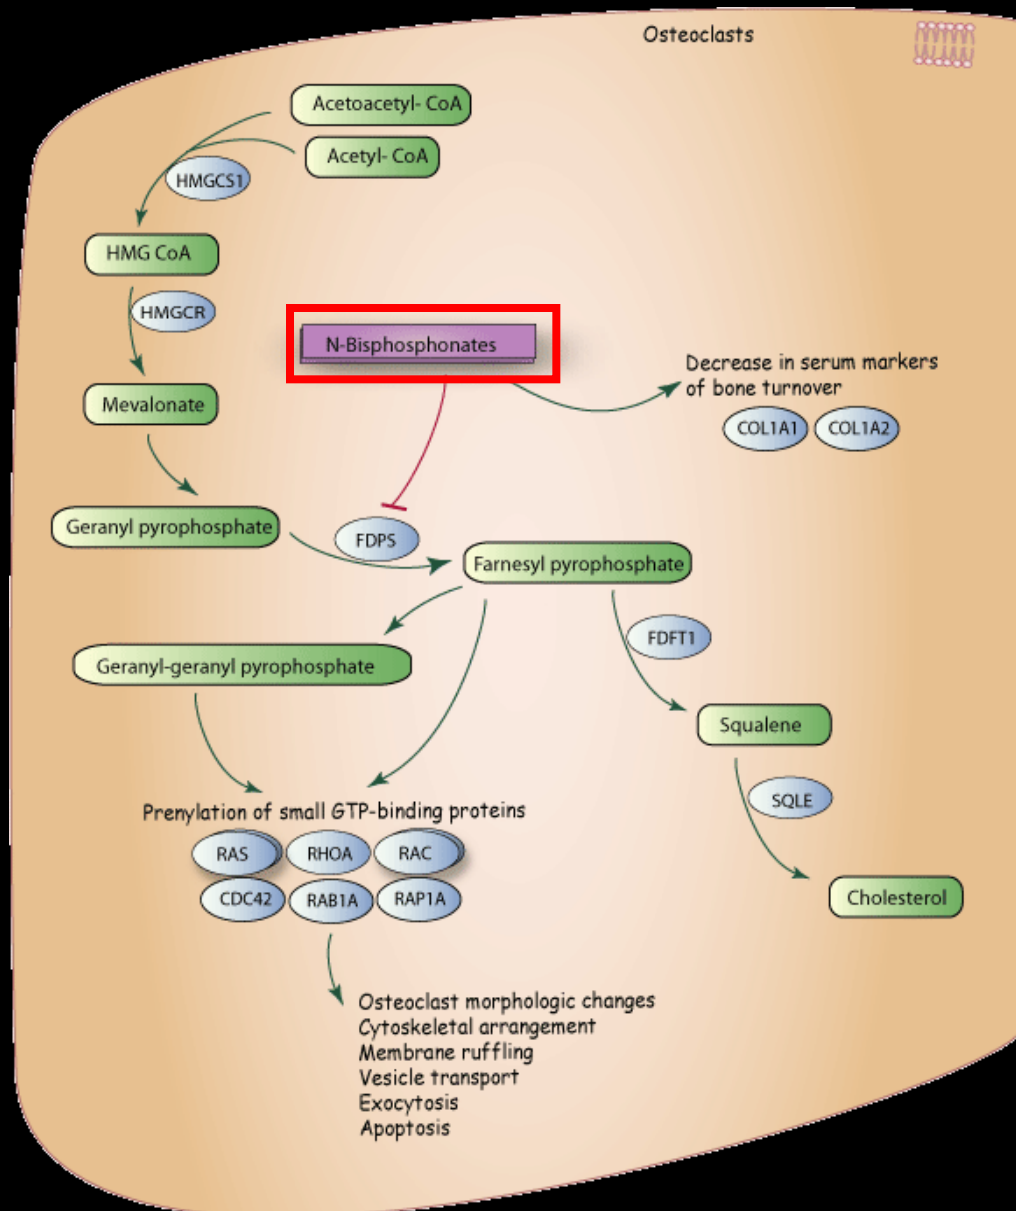 Osteoclasts
Acetoacetyl- CoA
Acetyl- CoA
HMGCS1
HMG CoA
HMGCR
N-Bisphosphonates
Decrease in serum markers
of bone turnover
COL1A1 COL1A2
Mevalonate
Geranyl pyrophosphate
FDPS
Farnesyl pyrophosphate
FDFT1
Geranyl-geranyl pyrophosphate
Squalene
SQLE
Prenylation of small GTP-binding proteins
RAS RHOA RAC
CDC42 RAB1A RAP1A
Cholesterol
Osteoclast morphologic changes
Cytoskeletal arrangement
Membrane ruffling
Vesicle transport
Exocytosis
Apoptosis